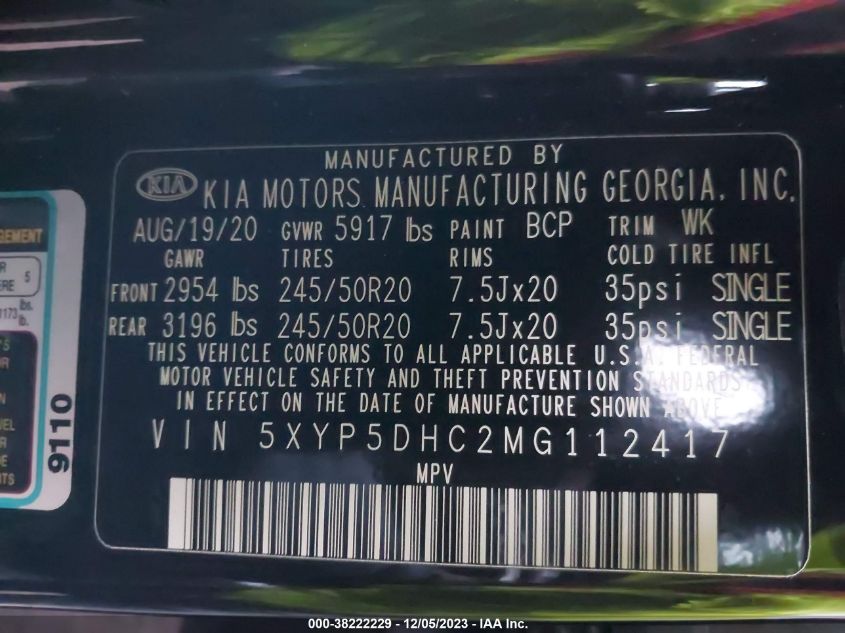 MANUFACTURED BY
KIA KIA MOTORS MANUFACTURING GEORGIA, INC.
AUG/19/20 GVWR 5917 lbs PAINT BCP TRIM WK
GAWR TIRES RIMS COLD TIRE INFL
FRONT 2954 lbs 245/50R20 7.5Jx20 35psi SINGLE
REAR 3196 lbs 245/50R20 7.5Jx20 35psi SINGLE
THIS VEHICLE CONFORMS TO ALL APPLICABLE U.S.A. FEDERAL
MOTOR VEHICLE SAFETY AND THEFT PREVENTION STANDARDS
IN EFFECT ON THE DATE OF MANUFACTURE SHOWN ABOVE
VIN 5XYP5DHC2MG112417
MPV
9110
5
1173
lbs.
lb.
000-38222229 - 12/05/2023 - IAA Inc.